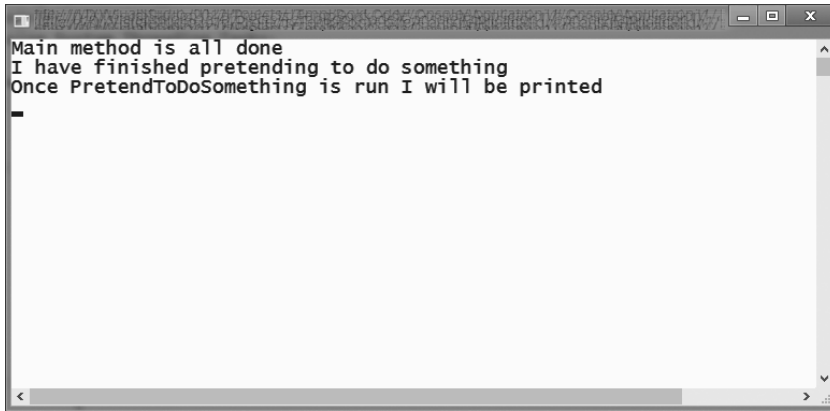 Main method is all done
I have finished pretending to do something
Once PretendToDoSomething is run I will be printed